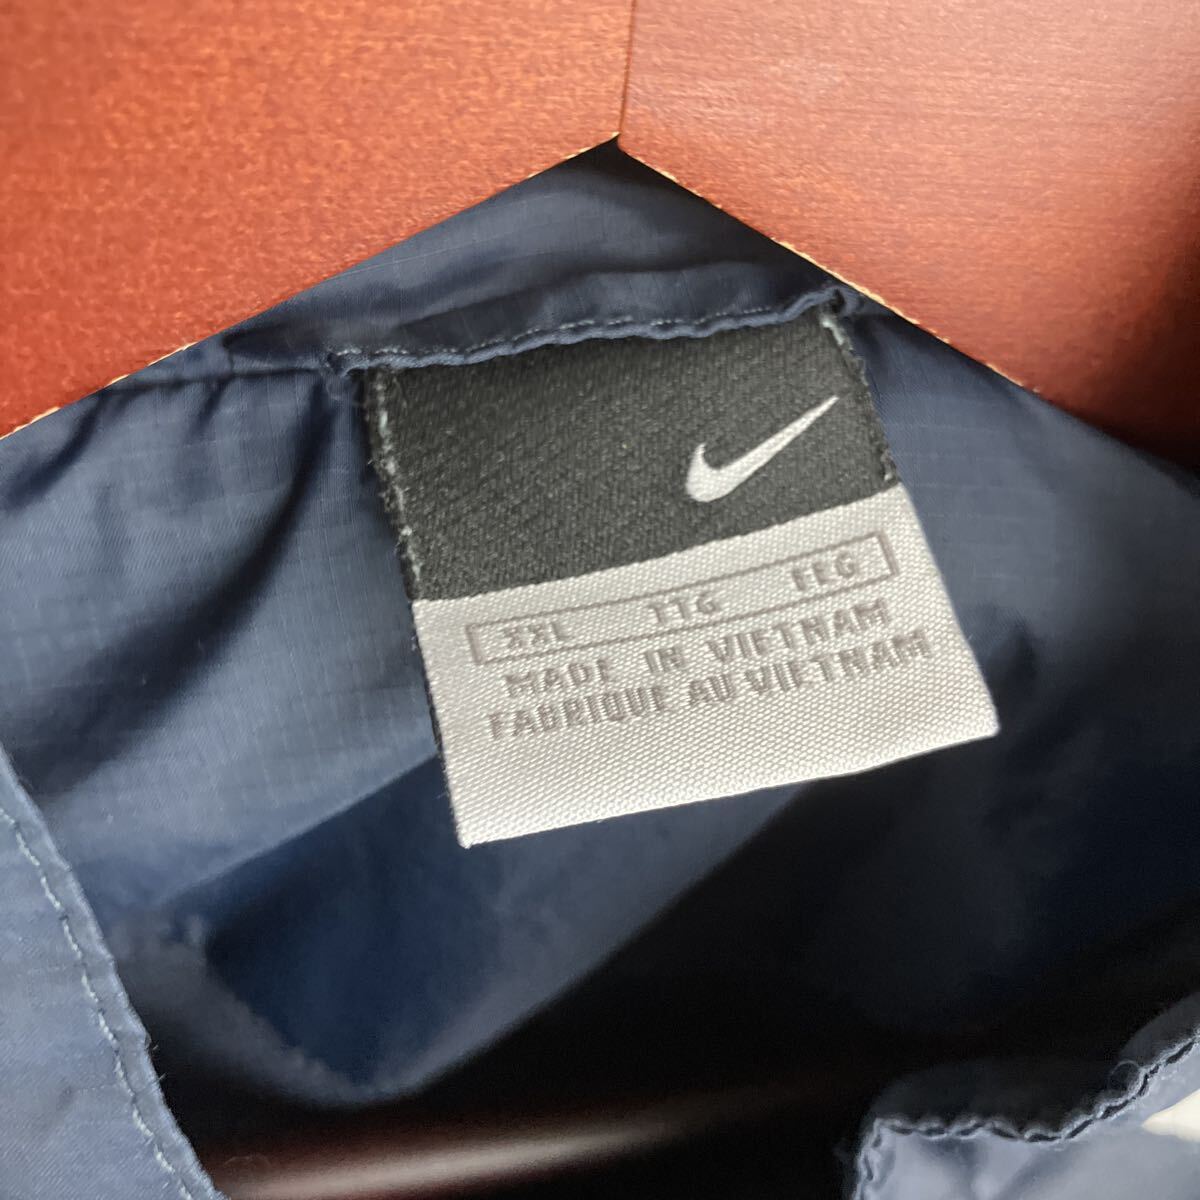 XXL TTG EEG
MADE IN VIETNAM
FABRIQUE AU VIETNAM